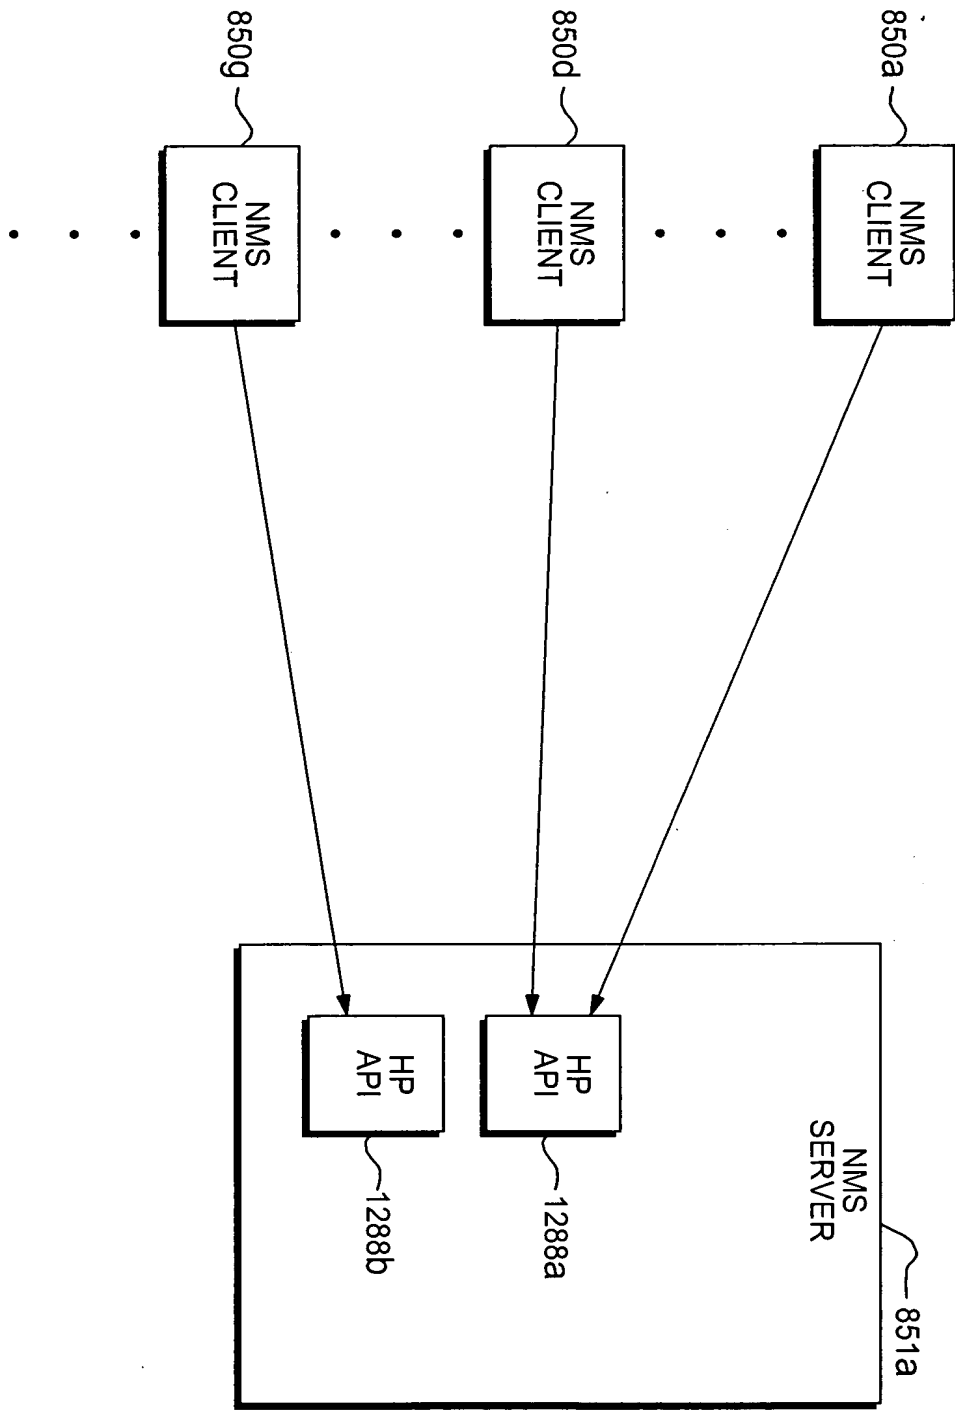 850a
NMS
CLIENT
850d
NMS
CLIENT
850g
NMS
CLIENT
NMS
SERVER
851a
HP
API
1288a
HP
API
1288b